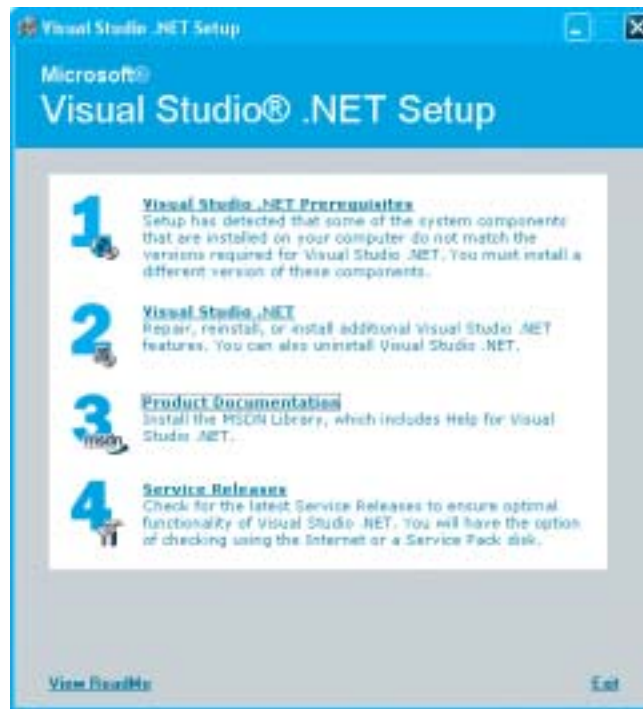 Visual Studio .NET Setup
Microsoft®
Visual Studio® .NET Setup
1
Visual Studio .NET Prerequisites
Setup has detected that some of the system components
that are installed on your computer do not match the
versions required for Visual Studio .NET. You must install a
different version of these components.
2
Visual Studio .NET
Repair, reinstall, or install additional Visual Studio .NET
features. You can also uninstall Visual Studio .NET.
3
msdn
Product Documentation
Install the MSDN Library, which includes Help for Visual
Studio .NET.
4
Service Releases
Check for the latest Service Releases to ensure optimal
functionality of Visual Studio .NET. You will have the option
of checking using the Internet or a Service Pack disk.
View ReadMe
Exit